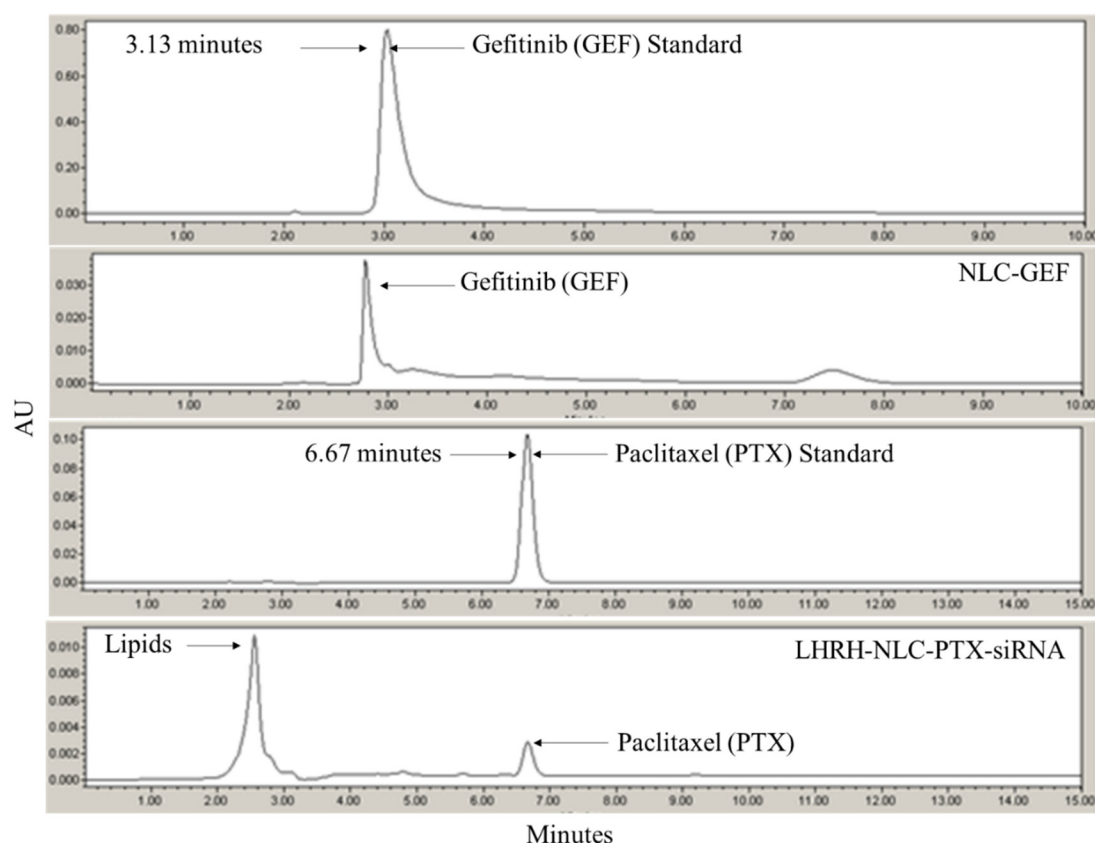 0.80
3.13 minutes
Gefitinib (GEF) Standard
0.60
0.40
0.20
0.00
1.00 2.00 3.00 4.00 5.00 6.00 7.00 8.00 9.00 10.00
NLC-GEF
Gefitinib (GEF)
0.030
0.020
0.010
0.000
1.00 2.00 3.00 4.00 5.00 6.00 7.00 8.00 9.00 10.00
AU
0.10
6.67 minutes
Paclitaxel (PTX) Standard
0.08
0.06
0.04
0.02
0.00
1.00 2.00 3.00 4.00 5.00 6.00 7.00 8.00 9.00 10.00 11.00 12.00 13.00 14.00 15.00
Lipids
LHRH-NLC-PTX-siRNA
0.010
0.008
0.006
0.004
Paclitaxel (PTX)
0.002
0.000
1.00 2.00 3.00 4.00 5.00 6.00 7.00 8.00 9.00 10.00 11.00 12.00 13.00 14.00 15.00
Minutes